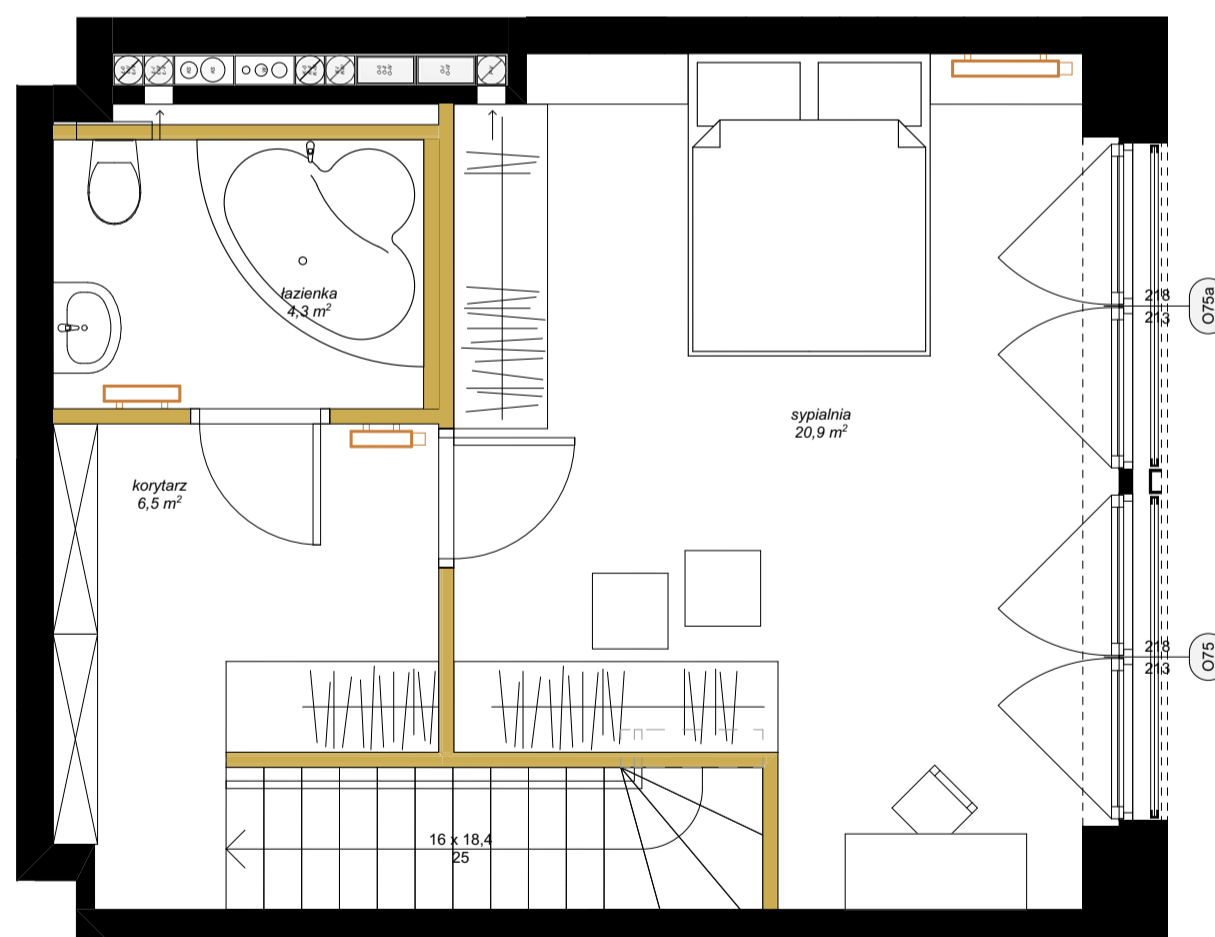 łazienka
4,3 m²
sypialnia
20,9 m²
korytarz
6,5 m²
218
213
O75a
218
213
O75
16 x 18,4
25